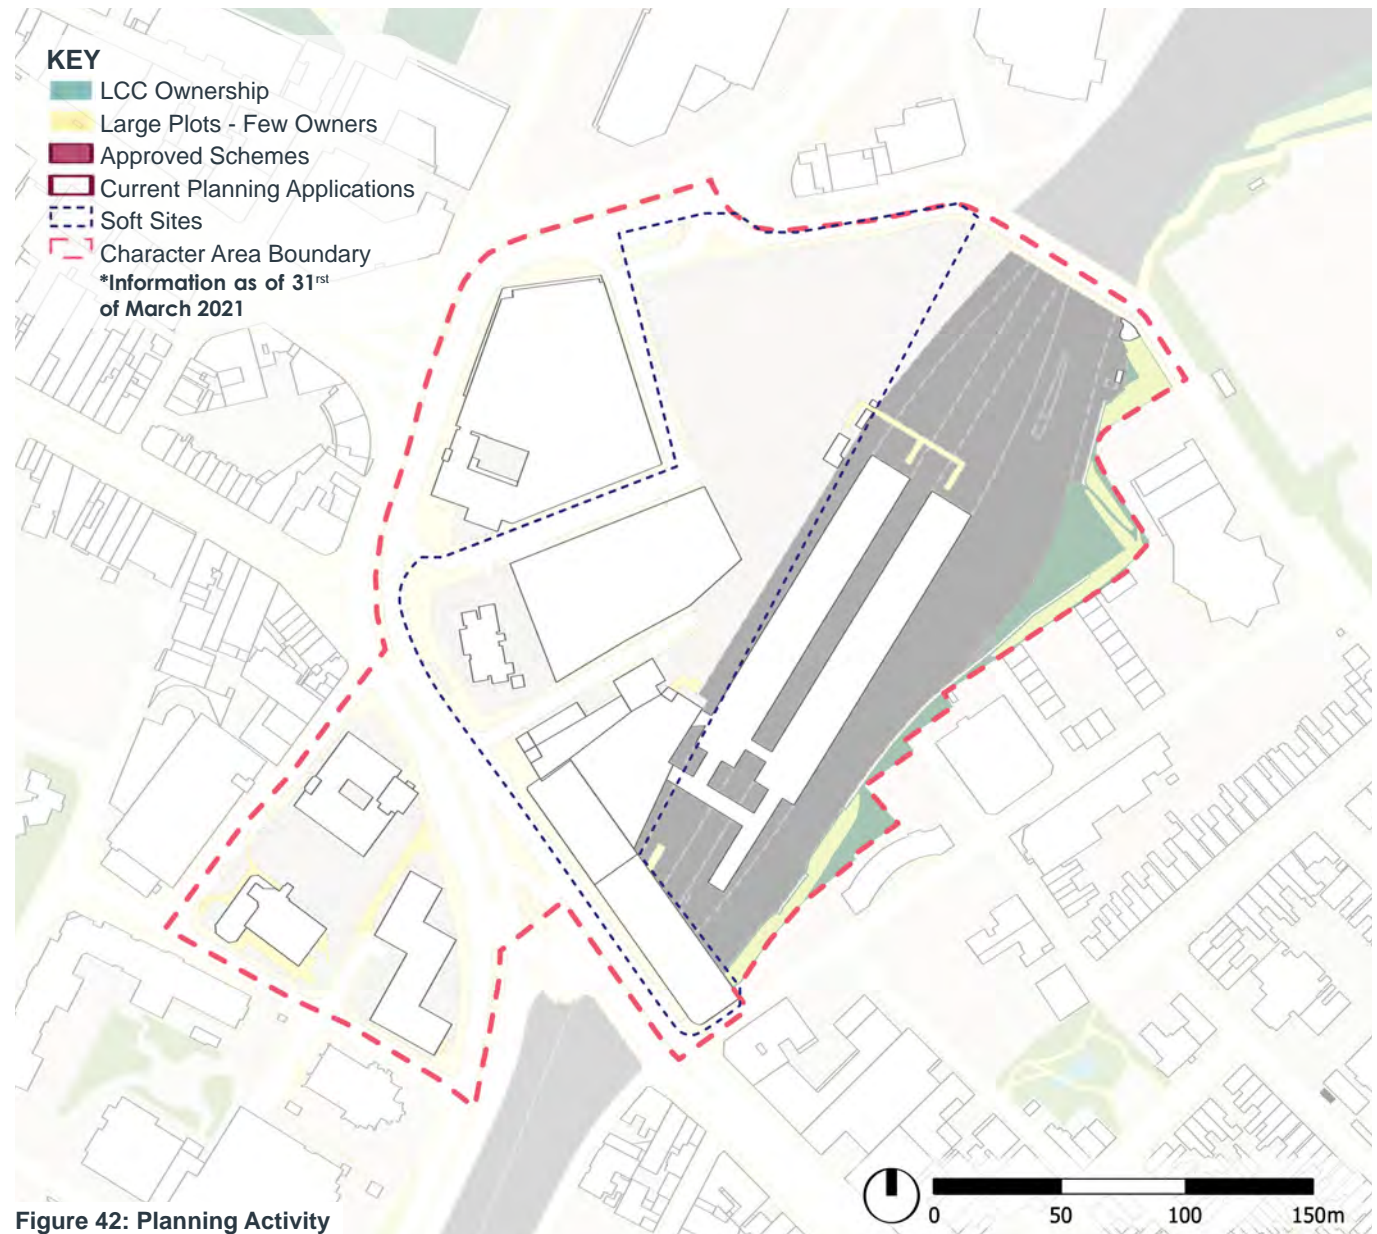 KEY
LCC Ownership
Large Plots - Few Owners
Approved Schemes
Current Planning Applications
Soft Sites
Character Area Boundary
*Information as of 31rst
of March 2021
0 50 100 150m
Figure 42: Planning Activity